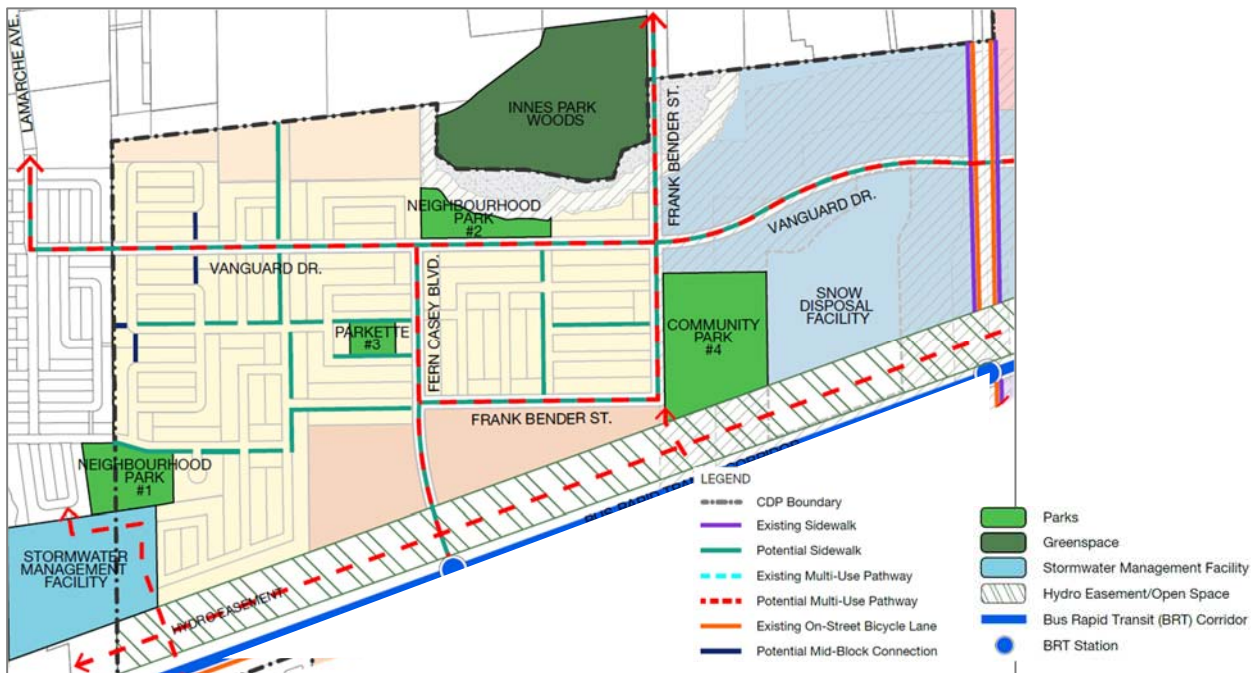 LAMARCHE AVE.
INNES PARK
WOODS
FRANK BENDER ST.
NEIGHBOURHOOD
PARK
#2
VANGUARD DR.
VANGUARD DR.
FERN CASEY BLVD.
PARKETTE
#3
COMMUNITY
PARK
#4
SNOW
DISPOSAL
FACILITY
FRANK BENDER ST.
NEIGHBOURHOOD
PARK
#1
STORMWATER
MANAGEMENT
FACILITY
HYDRO EASEMENT
BUS RAPID TRANSIT CORRIDOR
LEGEND
CDP Boundary
Existing Sidewalk
Potential Sidewalk
Existing Multi-Use Pathway
Potential Multi-Use Pathway
Existing On-Street Bicycle Lane
Potential Mid-Block Connection
Parks
Greenspace
Stormwater Management Facility
Hydro Easement/Open Space
Bus Rapid Transit (BRT) Corridor
BRT Station